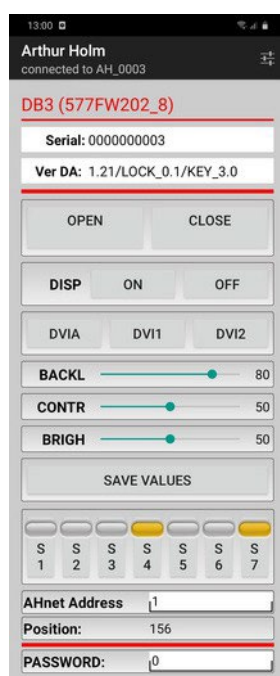 13:00
Arthur Holm
connected to AH_0003
DB3 (577FW202_8)
Serial: 0000000003
Ver DA: 1.21/LOCK_0.1/KEY_3.0
OPEN CLOSE
DISP ON OFF
DVIA DVI1 DVI2
BACKL 80
CONTR 50
BRIGH 50
SAVE VALUES
S S S S S S S
1 2 3 4 5 6 7
AHnet Address 1
Position: 156
PASSWORD: 0